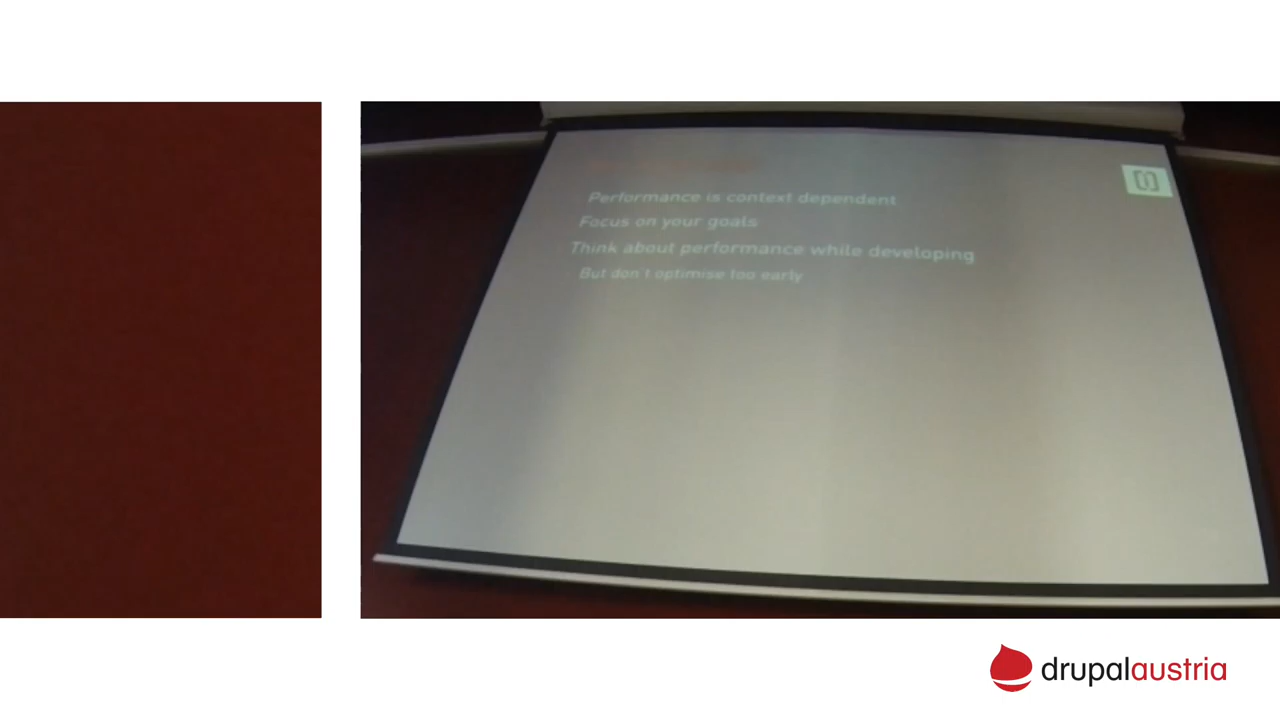 Performance is context dependent
Focus on your goals
Think about performance while developing
But don't optimise too early
drupalaustria